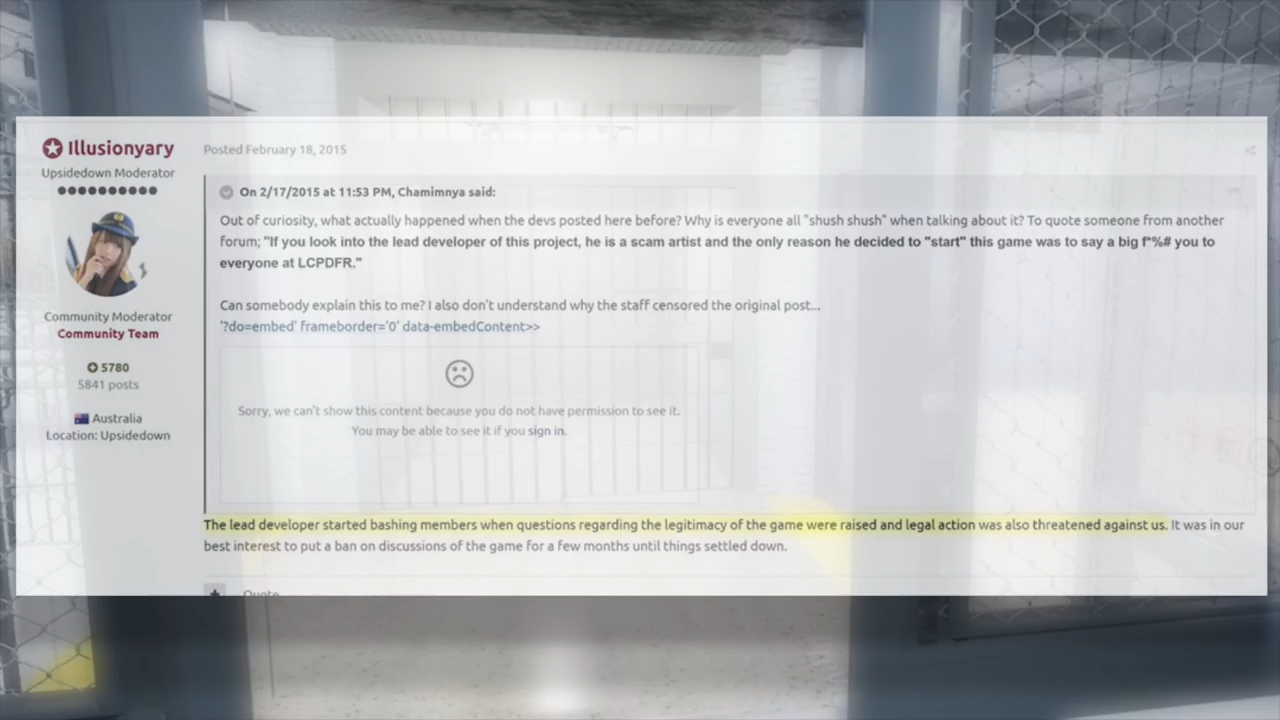 Illusionyary
Upsidedown Moderator
Community Moderator
Community Team
5780
5841 posts
Australia
Location: Upsidedown
Posted February 18, 2015
On 2/17/2015 at 11:53 PM, Chamimnya said:
Out of curiosity, what actually happened when the devs posted here before? Why is everyone all "shush shush" when talking about it? To quote someone from another
forum; "If you look into the lead developer of this project, he is a scam artist and the only reason he decided to "start" this game was to say a big f*%# you to
everyone at LCPDFR."
Can somebody explain this to me? I also don't understand why the staff censored the original post...
'?do=embed' frameborder='0' data-embedContent>>
Sorry, we can't show this content because you do not have permission to see it.
You may be able to see it if you sign in.
The lead developer started bashing members when questions regarding the legitimacy of the game were raised and legal action was also threatened against us. It was in our
best interest to put a ban on discussions of the game for a few months until things settled down.
Quote